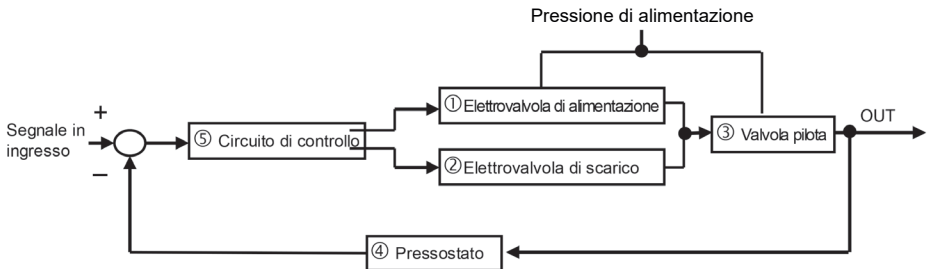 Pressione di alimentazione
+
①Elettrovalvola di alimentazione
OUT
Segnale in
ingresso
⑤ Circuito di controllo
③ Valvola pilota
−
②Elettrovalvola di scarico
④ Pressostato